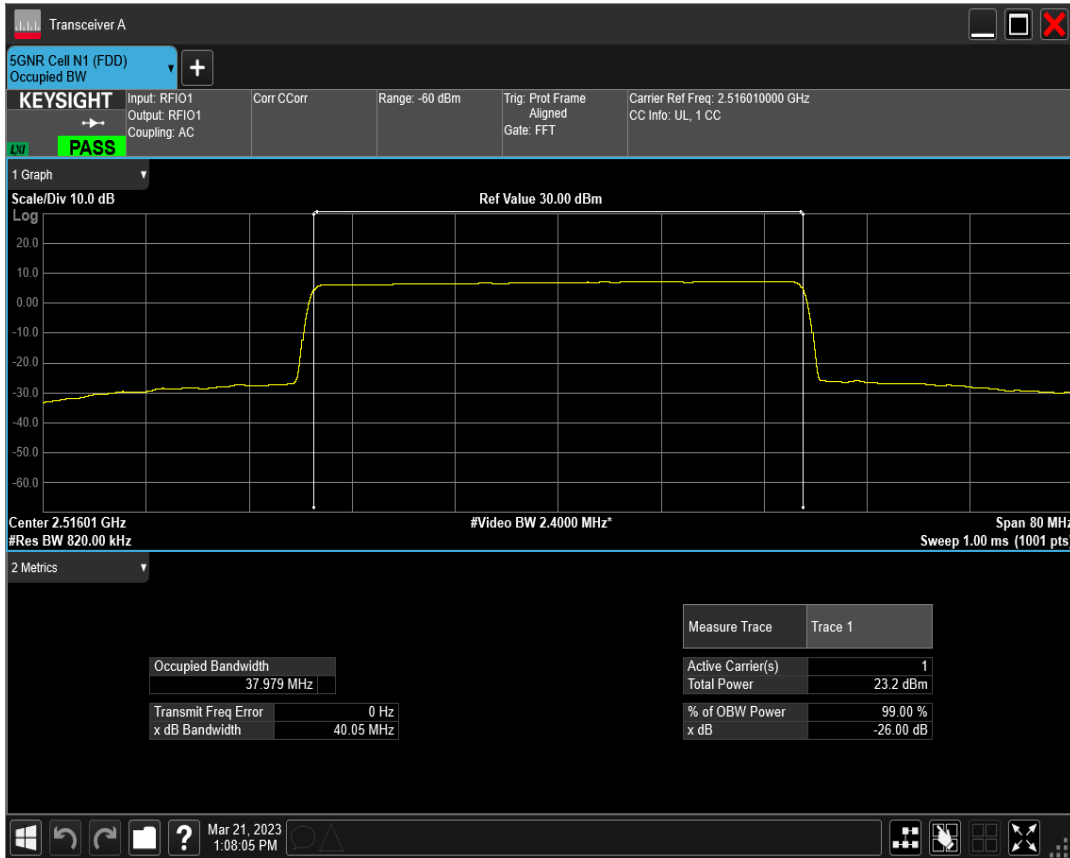 Transceiver A
5GNR Cell N1 (FDD)
Occupied BW
+
KEYSIGHT
LXI
PASS
Input: RFIO1
Output: RFIO1
Coupling: AC
Corr CCorr
Range: -60 dBm
Trig: Prot Frame
Aligned
Gate: FFT
Carrier Ref Freq: 2.516010000 GHz
CC Info: UL, 1 CC
1 Graph
Scale/Div 10.0 dB
Ref Value 30.00 dBm
Log
20.0
10.0
0.00
-10.0
-20.0
-30.0
-40.0
-50.0
-60.0
Center 2.51601 GHz
#Video BW 2.4000 MHz*
Span 80 MHz
#Res BW 820.00 kHz
Sweep 1.00 ms (1001 pts)
2 Metrics
Measure Trace Trace 1
Occupied Bandwidth
37.979 MHz
Active Carrier(s) 1
Total Power 23.2 dBm
Transmit Freq Error 0 Hz
x dB Bandwidth 40.05 MHz
% of OBW Power 99.00 %
x dB -26.00 dB
?
Mar 21, 2023
1:08:05 PM